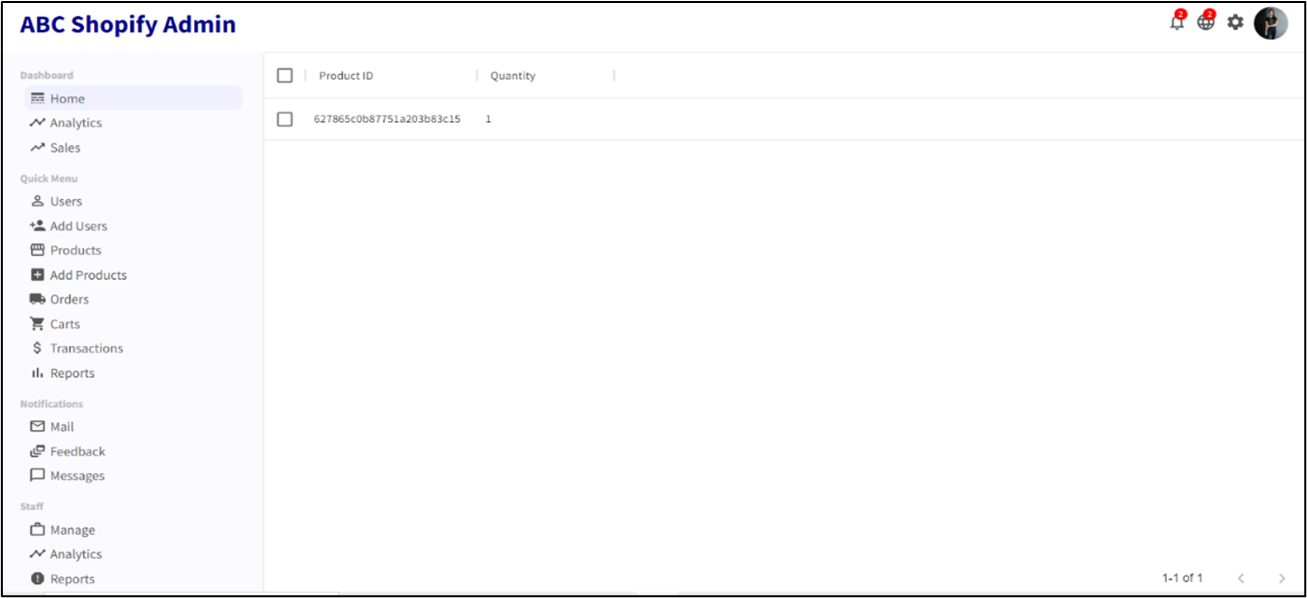 ABC Shopify Admin
2 2
Dashboard
Home
Analytics
Sales
Quick Menu
Users
Add Users
Products
Add Products
Orders
Carts
Transactions
Reports
Notifications
Mail
Feedback
Messages
Staff
Manage
Analytics
Reports
Product ID Quantity
627865c0b87751a203b83c15 1
1-1 of 1